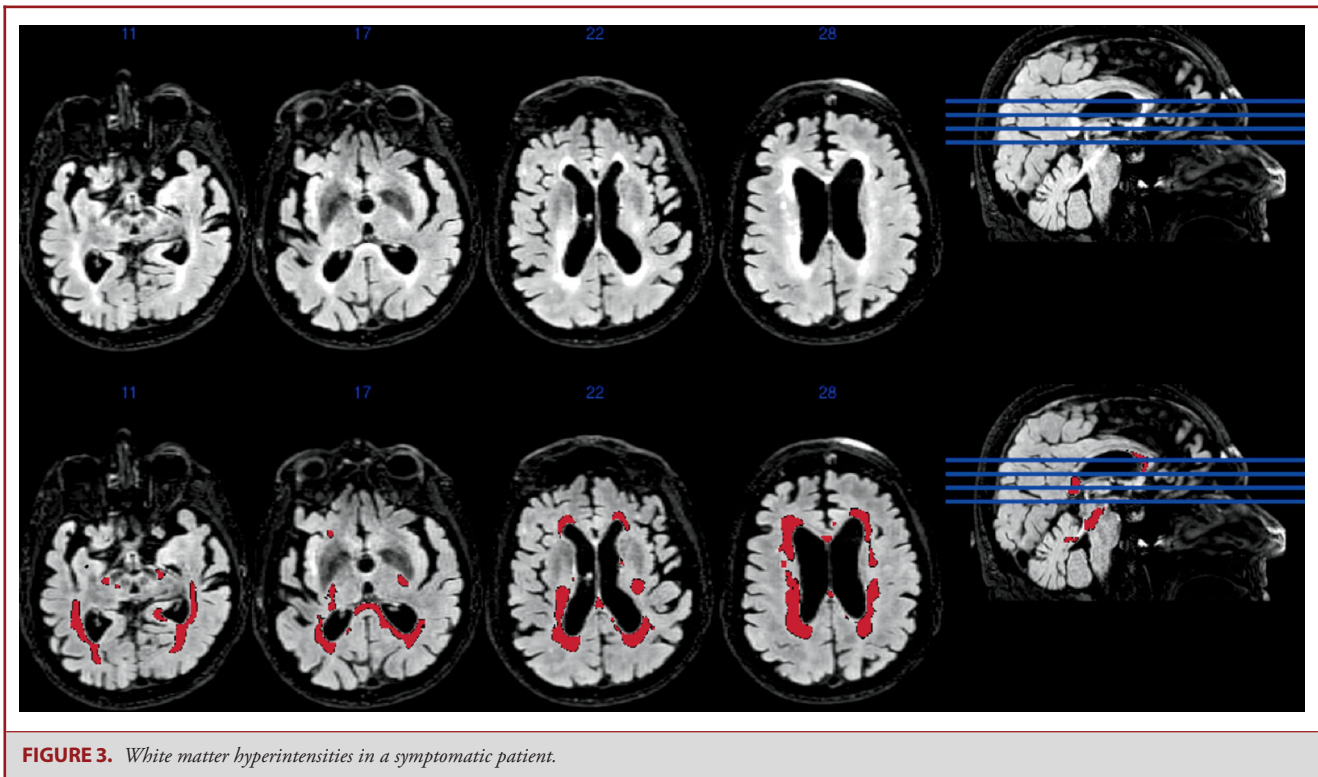 11 17 22 28
11 17 22 28
FIGURE 3. White matter hyperintensities in a symptomatic patient.